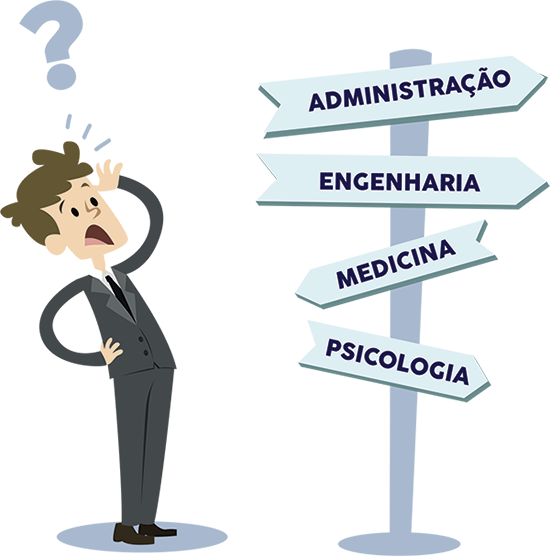 ?
ADMINISTRAÇÃO
ENGENHARIA
MEDICINA
PSICOLOGIA